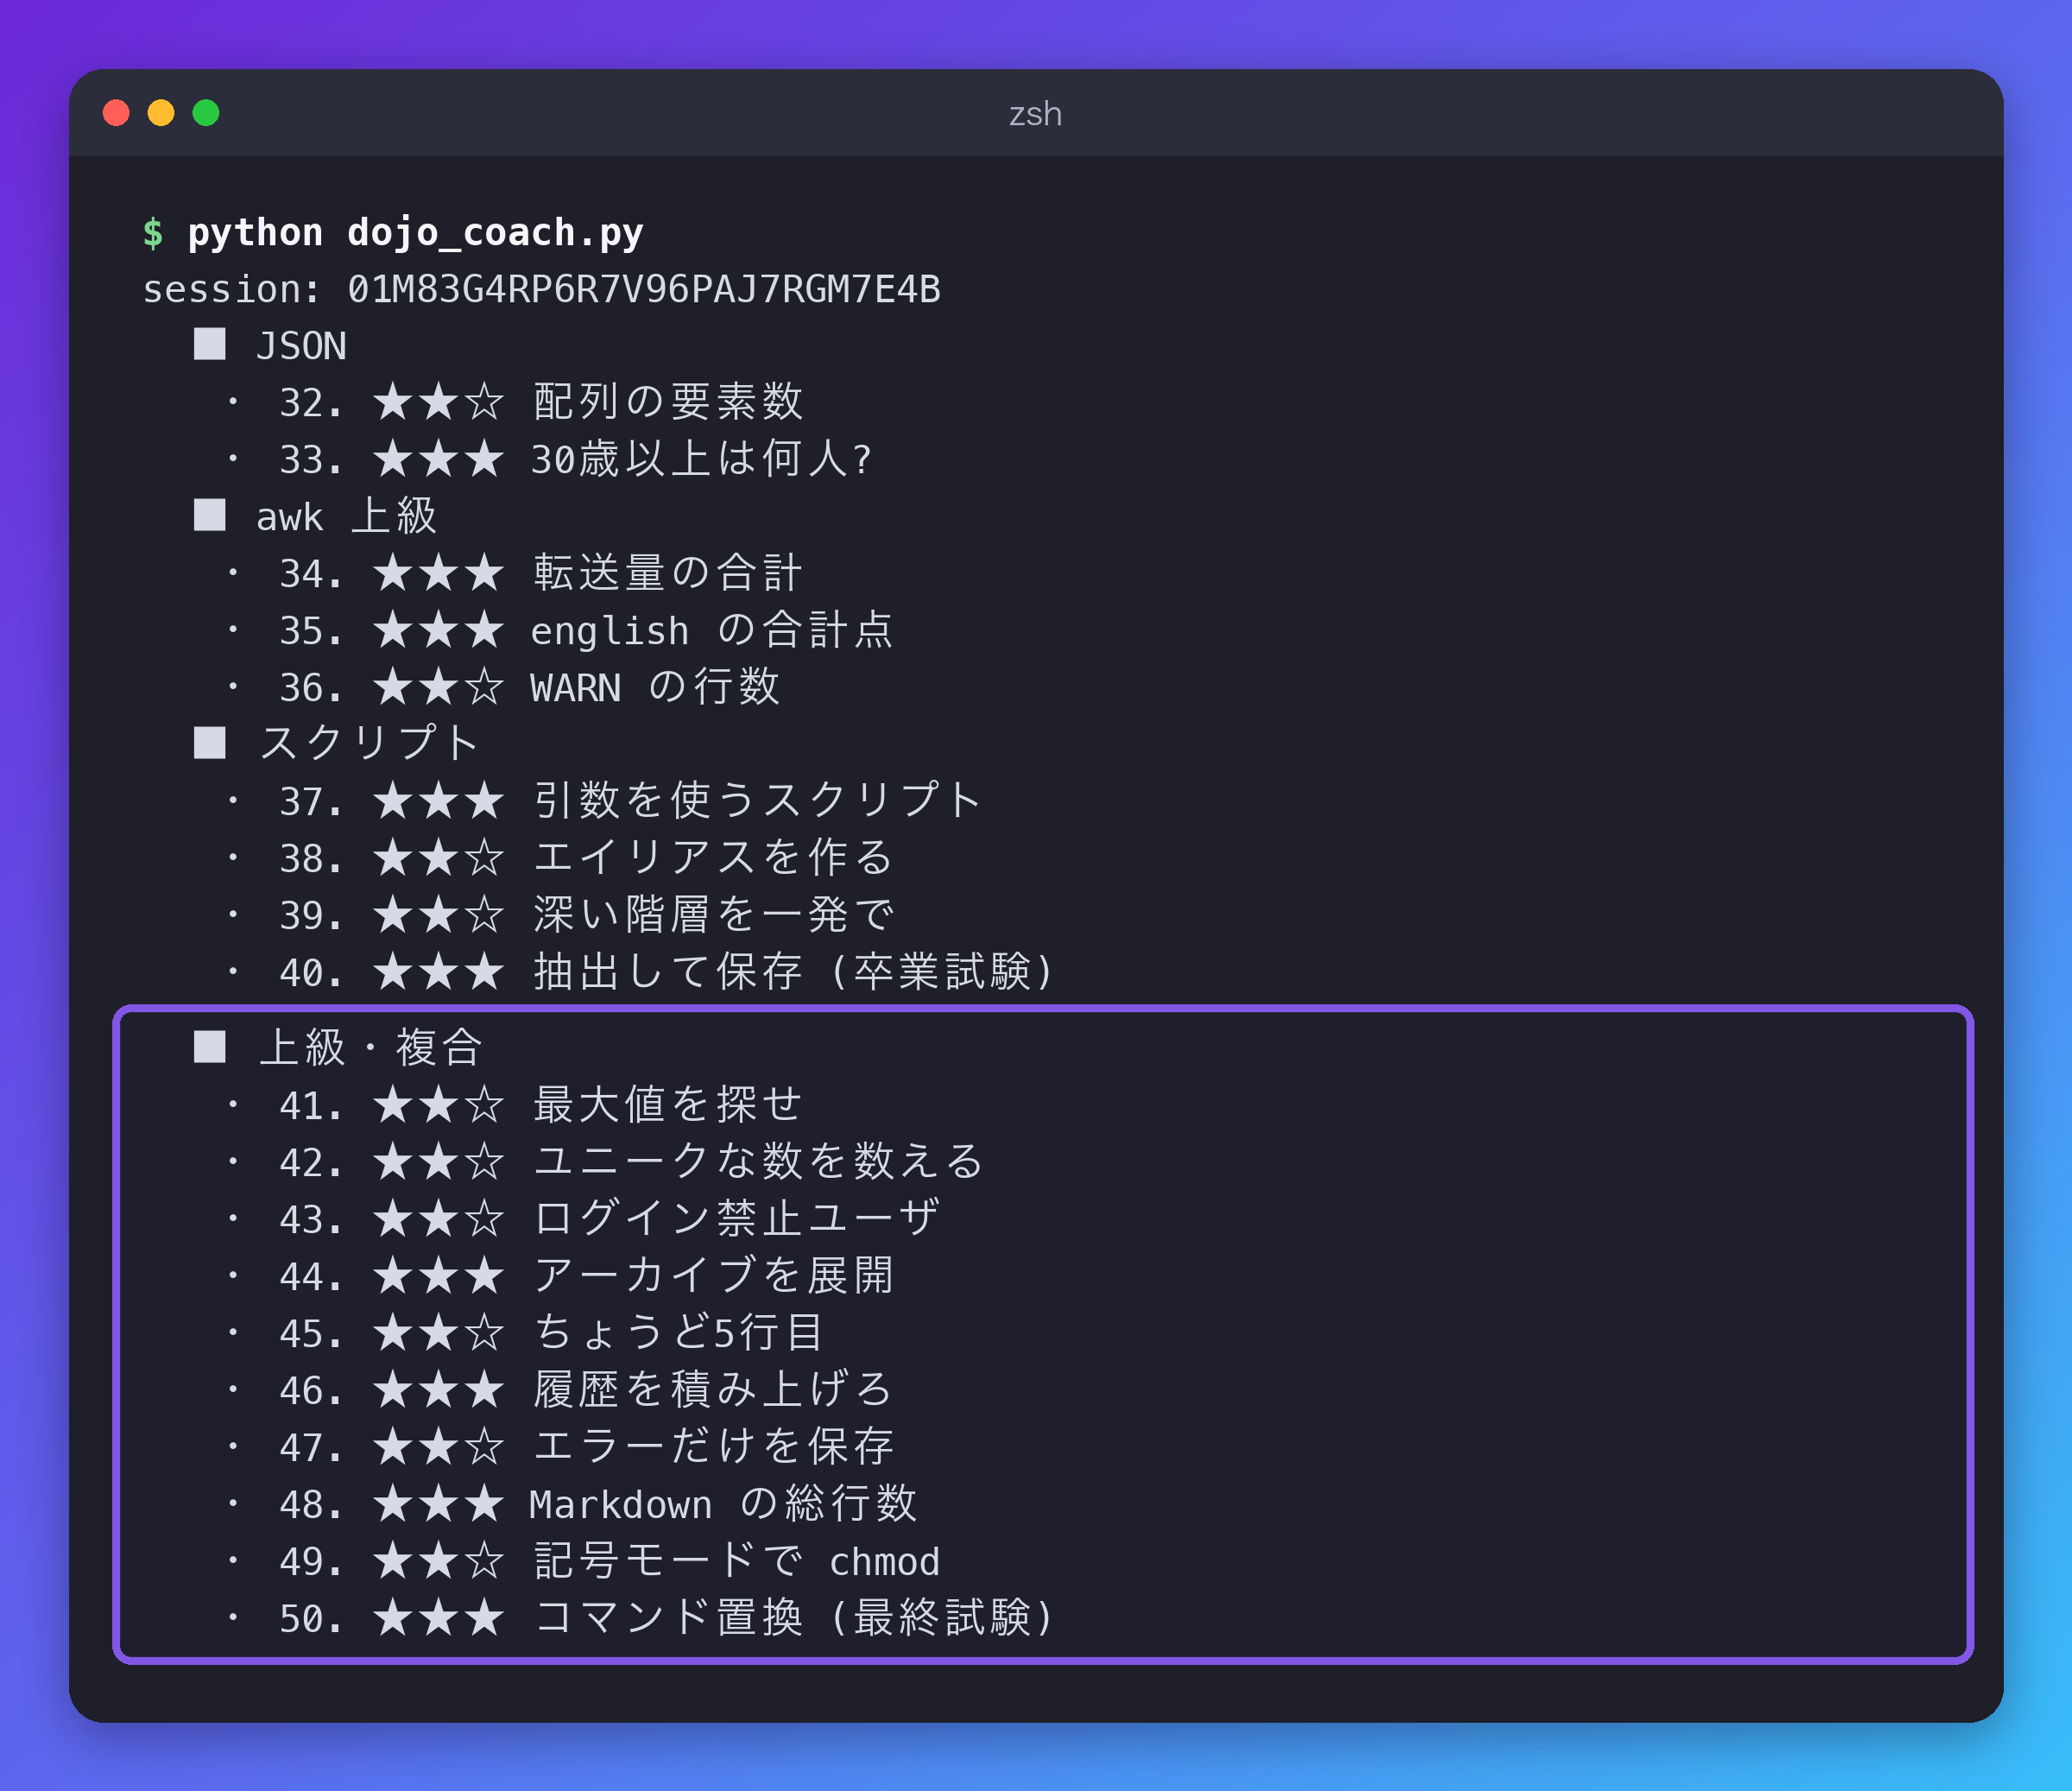 zsh
$ python dojo_coach.py
session: 01M83G4RP6R7V96PAJ7RGM7E4B
■ JSON
・ 32. ★★☆ 配列の要素数
・ 33. ★★★ 30歳以上は何人?
■ awk 上級
・ 34. ★★★ 転送量の合計
・ 35. ★★★ english の合計点
・ 36. ★★☆ WARN の行数
■ スクリプト
・ 37. ★★★ 引数を使うスクリプト
・ 38. ★★☆ エイリアスを作る
・ 39. ★★☆ 深い階層を一発で
・ 40. ★★★ 抽出して保存 (卒業試験)
■ 上級・複合
・ 41. ★★☆ 最大値を探せ
・ 42. ★★☆ ユニークな数を数える
・ 43. ★★☆ ログイン禁止ユーザ
・ 44. ★★★ アーカイブを展開
・ 45. ★★☆ ちょうど5行目
・ 46. ★★★ 履歴を積み上げろ
・ 47. ★★☆ エラーだけを保存
・ 48. ★★★ Markdown の総行数
・ 49. ★★☆ 記号モードで chmod
・ 50. ★★★ コマンド置換 (最終試験)